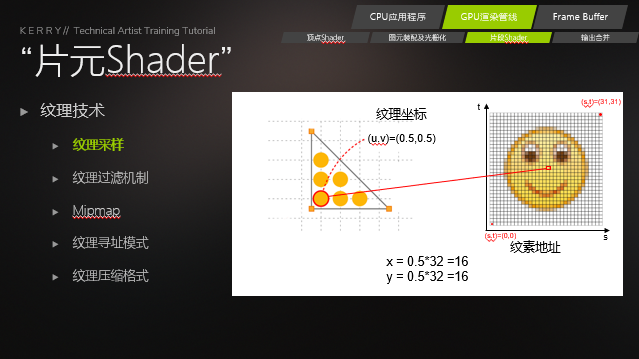 CPU应用程序
GPU渲染管线
Frame Buffer
KERRY// Technical Artist Training Tutorial
顶点Shader
图元装配及光栅化
片段Shader
输出合并
“片元Shader”
纹理技术
纹理采样
纹理过滤机制
Mipmap
纹理寻址模式
纹理压缩格式
纹理坐标
(u,v)=(0.5,0.5)
t
(s,t)=(31,31)
(s,t)=(0,0)
s
纹素地址
x = 0.5*32 =16
y = 0.5*32 =16